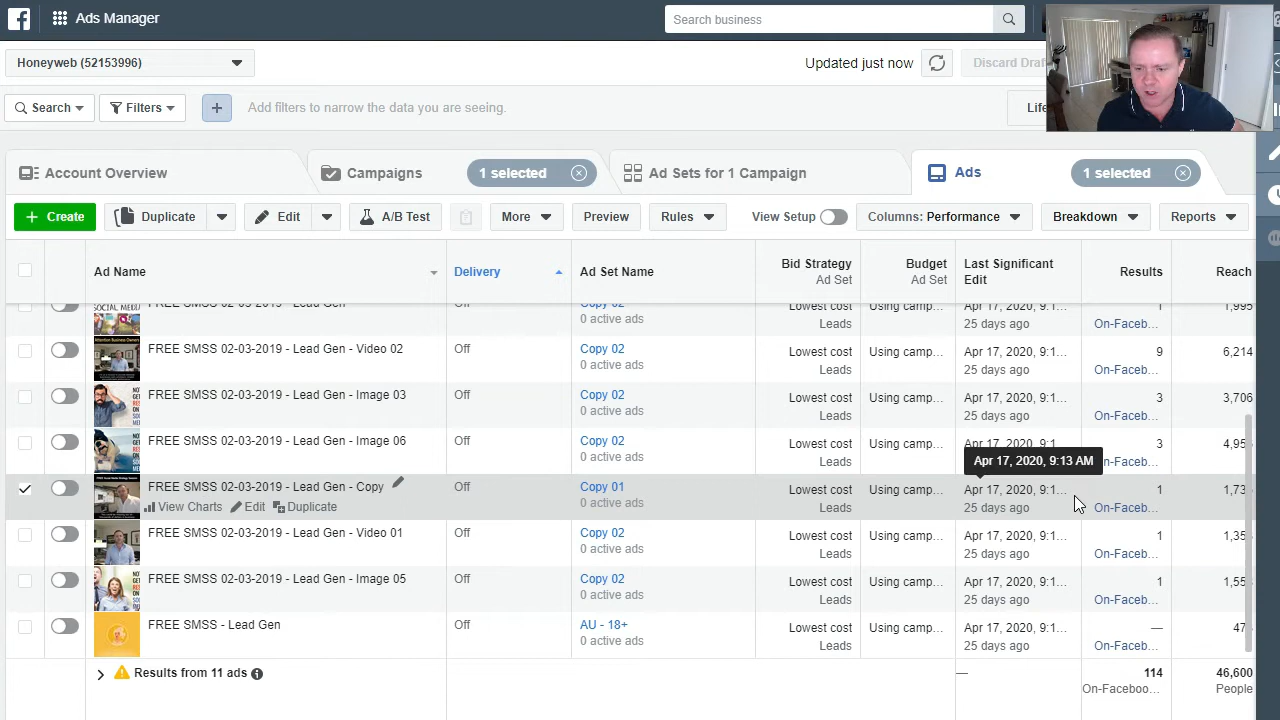 Ads Manager
Search business
Honeyweb (52153996)
Updated just now
Discard Draf
Search
Filters
Add filters to narrow the data you are seeing.
Life
Account Overview
Campaigns
1 selected
Ad Sets for 1 Campaign
Ads
1 selected
Create
Duplicate
Edit
A/B Test
More
Preview
Rules
View Setup
Columns: Performance
Breakdown
Reports
Ad Name
Delivery
Ad Set Name
Bid Strategy
Ad Set
Budget
Ad Set
Last Significant
Edit
Results
Reach
FREE SMSS 02-03-2019 - Lead Gen
Off
Copy 02
0 active ads
Lowest cost
Leads
Using camp...
Apr 17, 2020, 9:1...
25 days ago
1
On-Faceb...
1,995
FREE SMSS 02-03-2019 - Lead Gen - Video 02
Off
Copy 02
0 active ads
Lowest cost
Leads
Using camp...
Apr 17, 2020, 9:1...
25 days ago
9
On-Faceb...
6,214
FREE SMSS 02-03-2019 - Lead Gen - Image 03
Off
Copy 02
0 active ads
Lowest cost
Leads
Using camp...
Apr 17, 2020, 9:1...
25 days ago
3
On-Faceb...
3,706
FREE SMSS 02-03-2019 - Lead Gen - Image 06
Off
Copy 02
0 active ads
Lowest cost
Leads
Using camp...
Apr 17, 2020, 9:1...
3
n-Faceb...
4,95
Apr 17, 2020, 9:13 AM
FREE SMSS 02-03-2019 - Lead Gen - Copy
View Charts
Edit
Duplicate
Off
Copy 01
0 active ads
Lowest cost
Leads
Using camp...
Apr 17, 2020, 9:1...
25 days ago
1
On-Faceb...
1,73
FREE SMSS 02-03-2019 - Lead Gen - Video 01
Off
Copy 02
0 active ads
Lowest cost
Leads
Using camp...
Apr 17, 2020, 9:1...
25 days ago
1
On-Faceb...
1,35
FREE SMSS 02-03-2019 - Lead Gen - Image 05
Off
Copy 02
0 active ads
Lowest cost
Leads
Using camp...
Apr 17, 2020, 9:1...
25 days ago
1
On-Faceb...
1,55
FREE SMSS - Lead Gen
Off
AU - 18+
0 active ads
Lowest cost
Leads
Using camp...
Apr 17, 2020, 9:1...
25 days ago
—
On-Faceb...
47
Results from 11 ads
—
114
On-Faceboo...
46,600
People